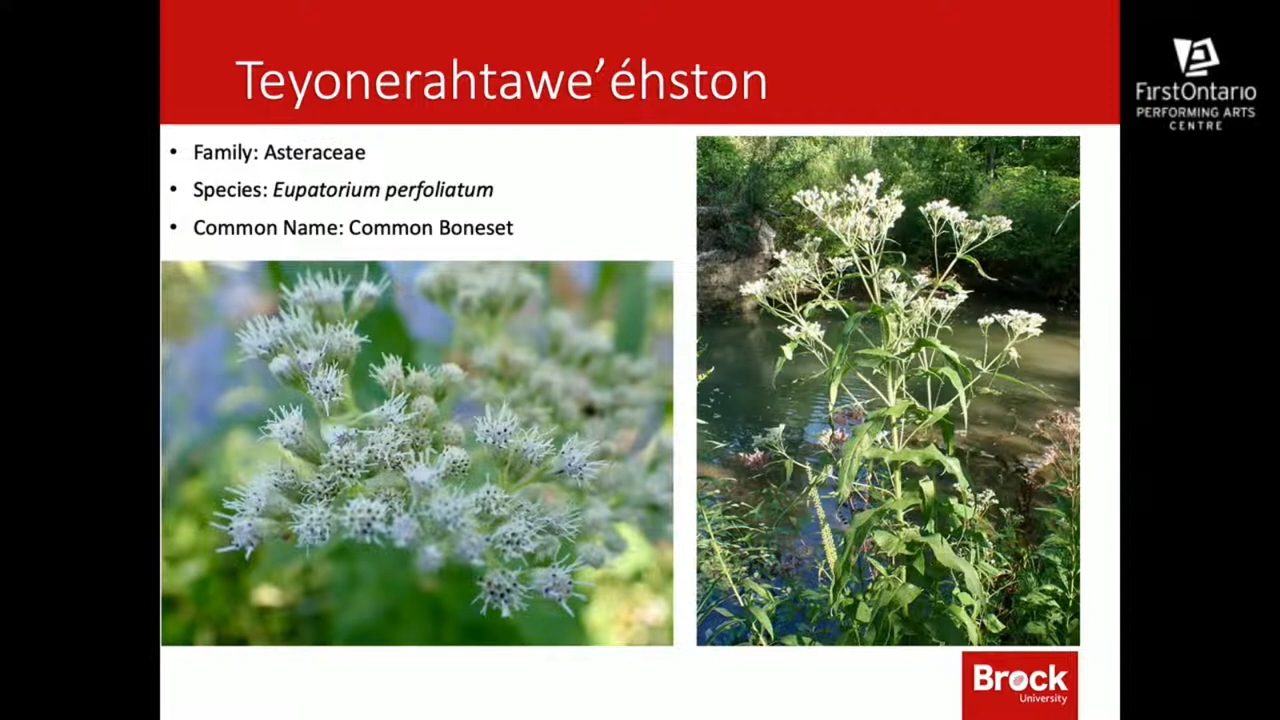 Teyonerahtawe’éhston
FirstOntario
PERFORMING ARTS
CENTRE
• Family: Asteraceae
• Species: Eupatorium perfoliatum
• Common Name: Common Boneset
Brock
University